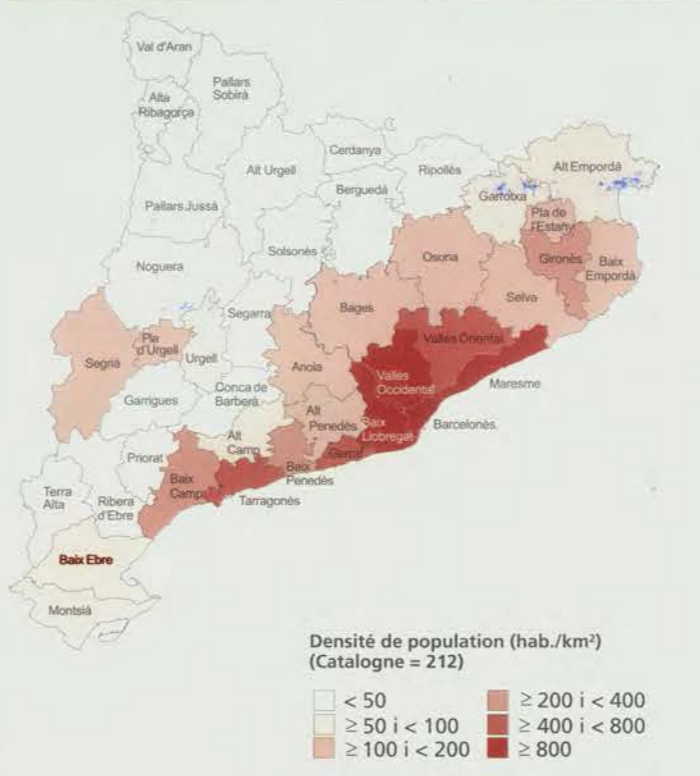 Val d'Aran
Pallars
Sobirà
Alta
Ribagorça
Cerdanya
Alt Urgell
Ripollès
Alt Empordà
Berguedà
Garrotxa
Pallars Jussà
Pla de
l'Estany
Solsonès
Osona
Gironès
Baix
Empordà
Noguera
Selva
Bages
Segarra
Pla
d'Urgell
Vallès Oriental
Urgell
Segrià
Anoia
Vallès
Occidental
Maresme
Conca de
Barberà
Garrigues
Alt
Penedès
Baix
Llobregat
Barcelonès
Alt
Camp
Garraf
Priorat
Baix
Penedès
Baix
Camp
Terra
Alta
Ribera
d'Ebre
Tarragonès
Baix Ebre
Montsià
Densité de population (hab./km²)
(Catalogne = 212)
< 50
≥ 50 i < 100
≥ 100 i < 200
≥ 200 i < 400
≥ 400 i < 800
≥ 800